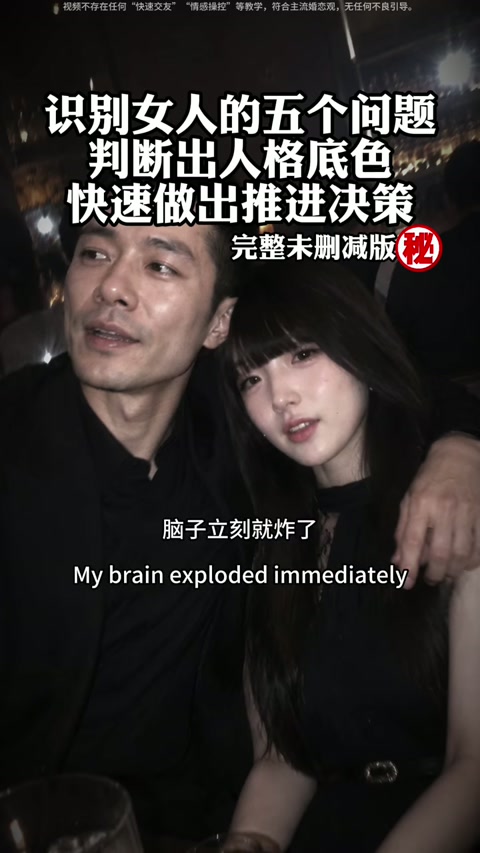 视频不存在任何“快速交友”“情感操控”等教学，符合主流婚恋观，无任何不良引导。
识别女人的五个问题
判断出人格底色
快速做出推进决策
完整未删减版 秘
脑子立刻就炸了
My brain exploded immediately